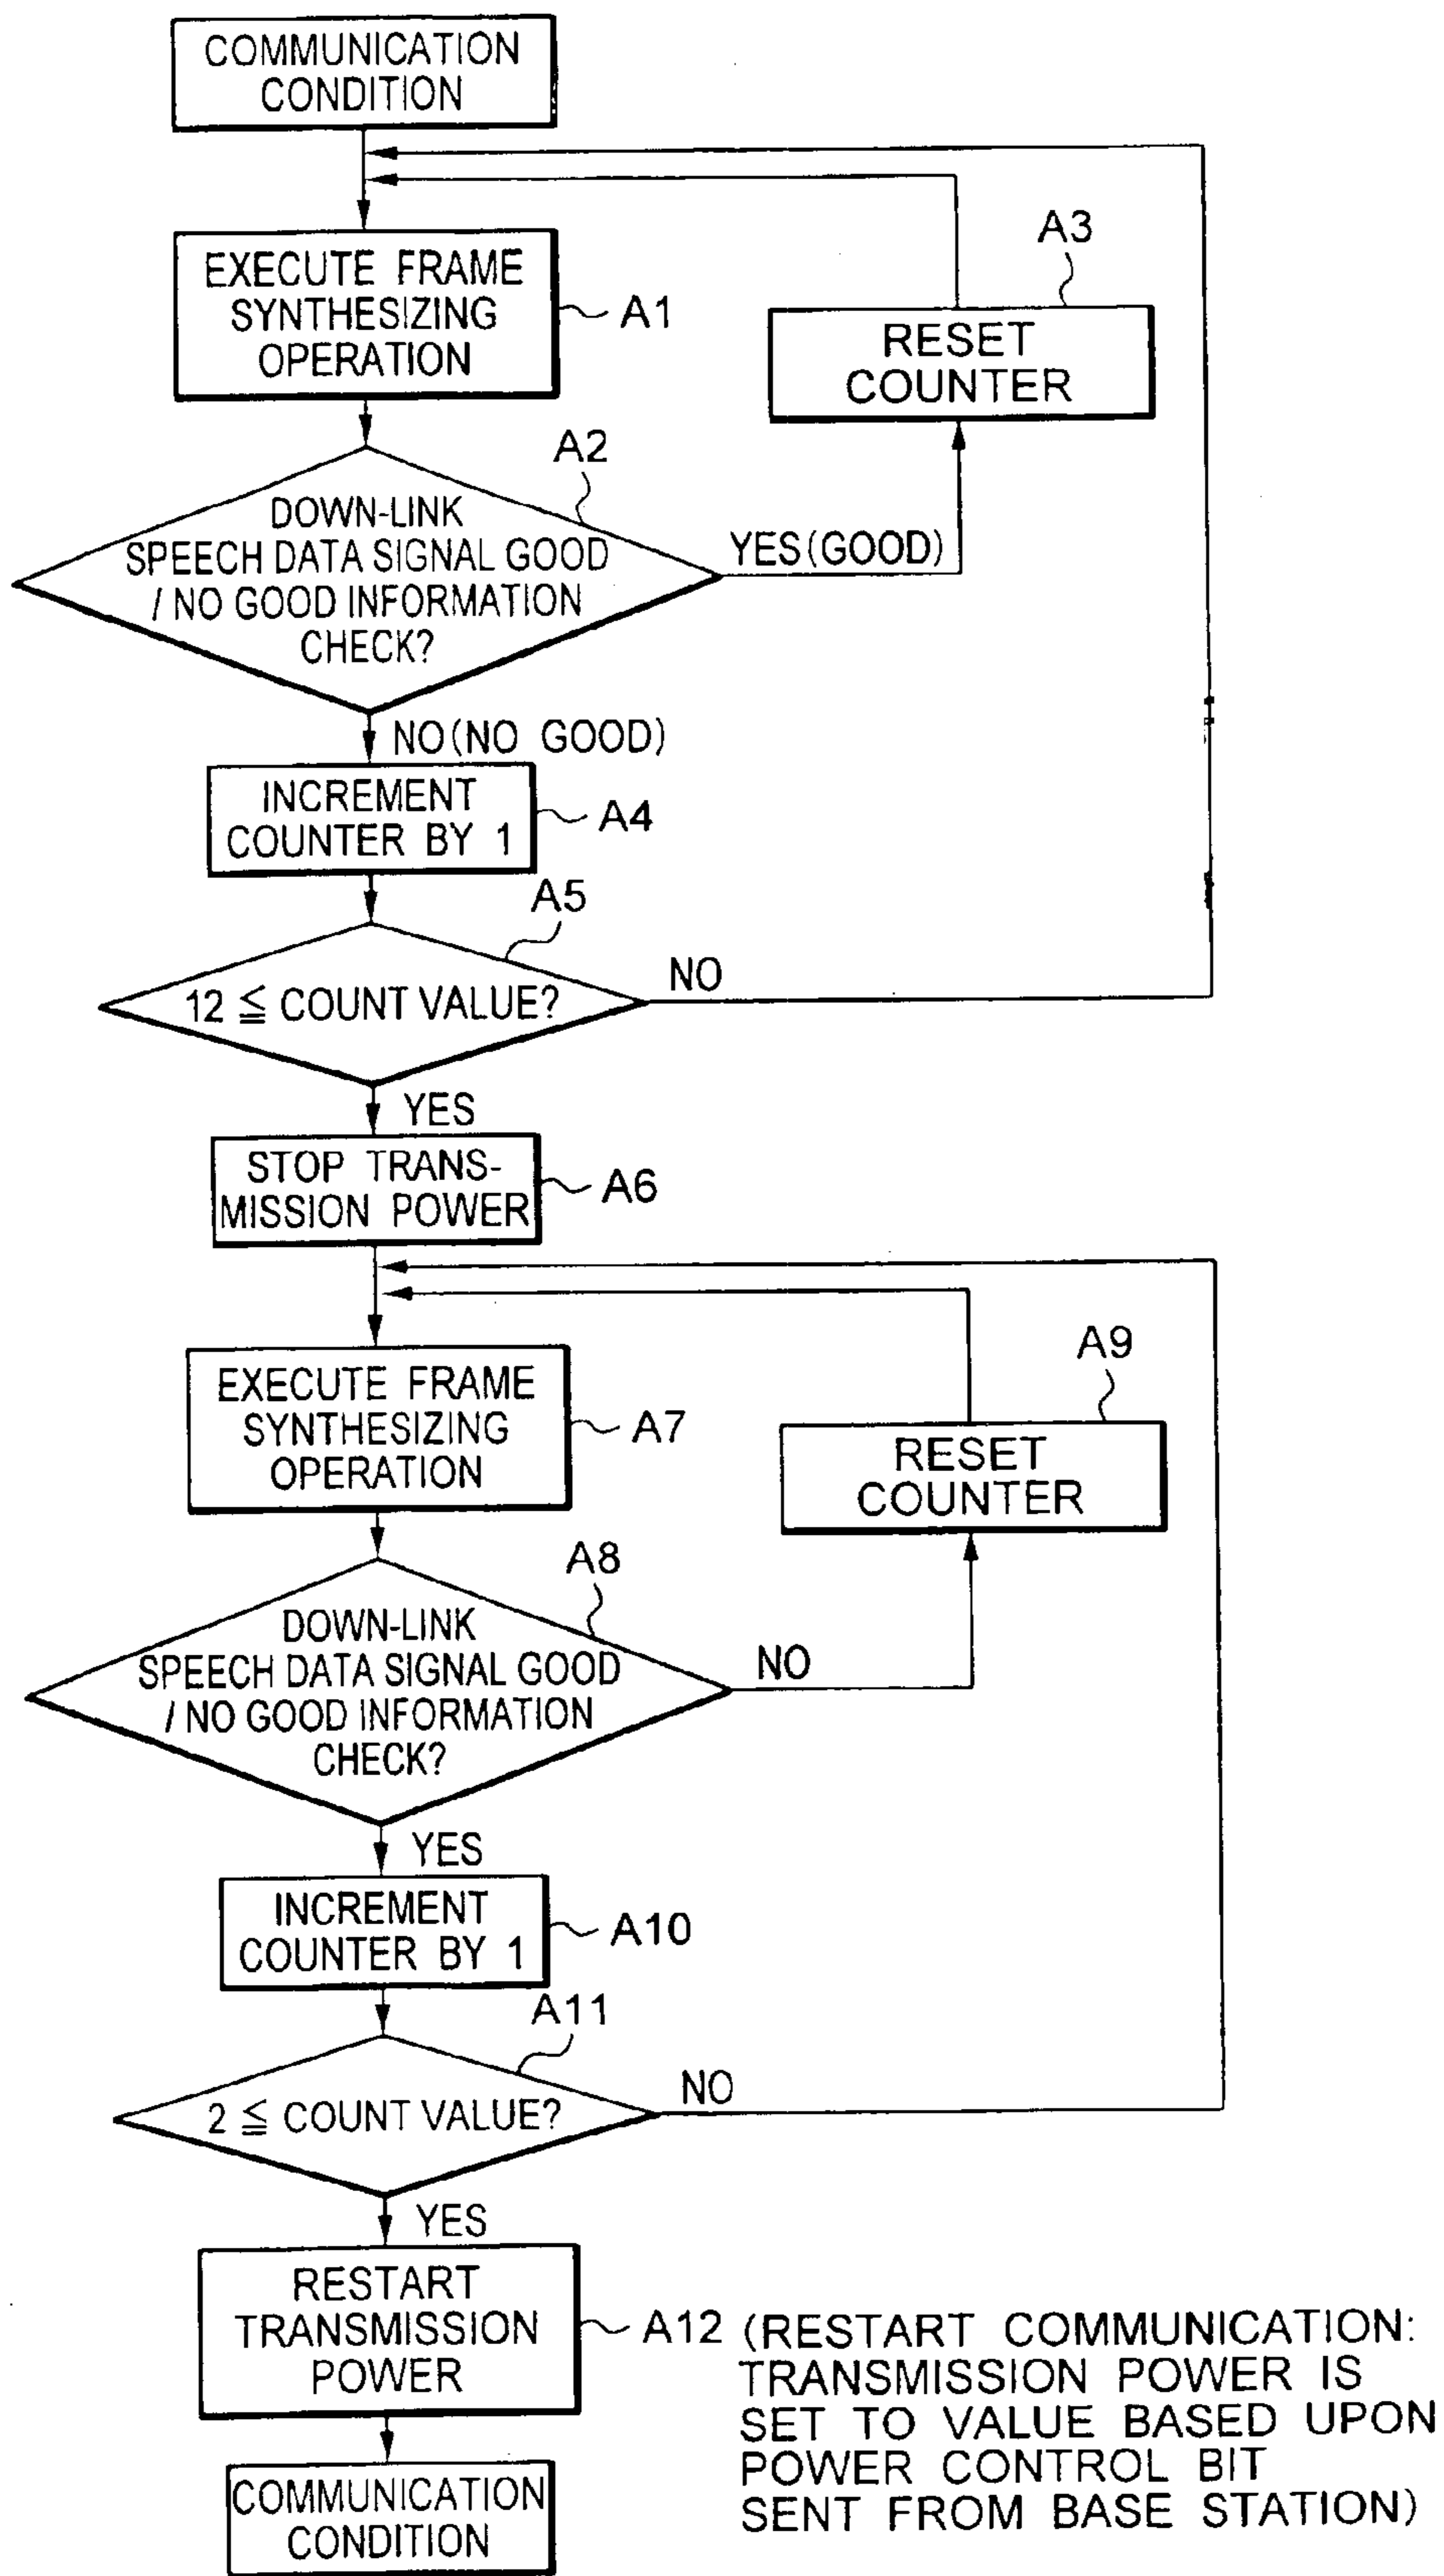 COMMUNICATION
CONDITION
EXECUTE FRAME
SYNTHESIZING
OPERATION
A1
A3
RESET
COUNTER
A2
DOWN-LINK
SPEECH DATA SIGNAL GOOD
/ NO GOOD INFORMATION
CHECK?
YES(GOOD)
NO(NO GOOD)
INCREMENT
COUNTER BY 1
A4
A5
12 ≦ COUNT VALUE?
NO
YES
STOP TRANS-
MISSION POWER
A6
EXECUTE FRAME
SYNTHESIZING
OPERATION
A7
A9
RESET
COUNTER
A8
DOWN-LINK
SPEECH DATA SIGNAL GOOD
/ NO GOOD INFORMATION
CHECK?
NO
YES
INCREMENT
COUNTER BY 1
A10
A11
2 ≦ COUNT VALUE?
NO
YES
RESTART
TRANSMISSION
POWER
A12
(RESTART COMMUNICATION:
TRANSMISSION POWER IS
SET TO VALUE BASED UPON
POWER CONTROL BIT
SENT FROM BASE STATION)
COMMUNICATION
CONDITION